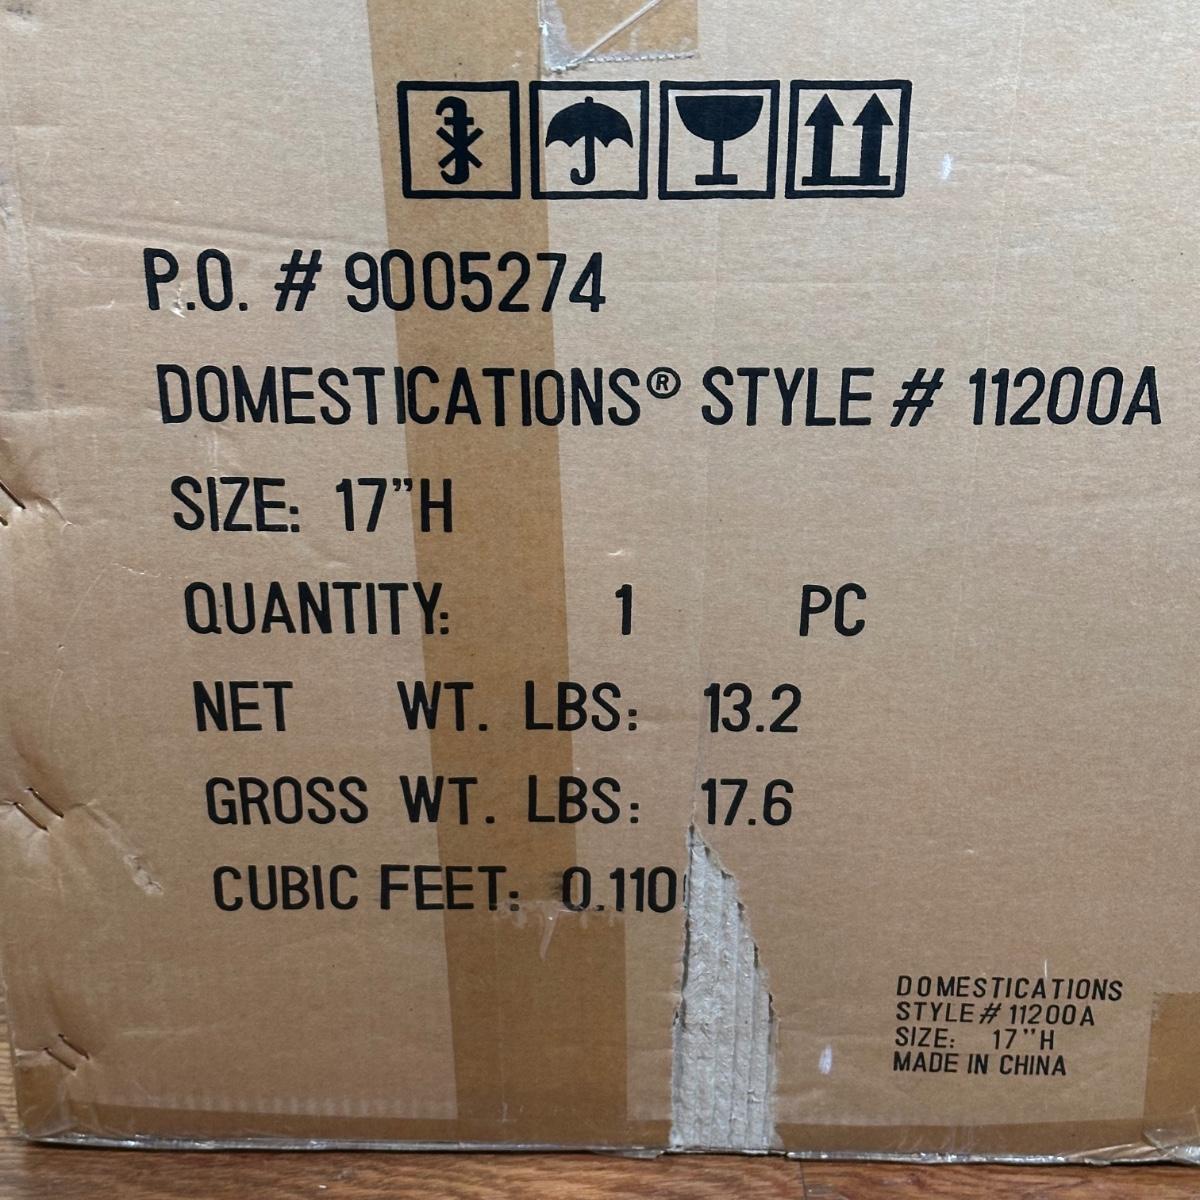 P.O. # 9005274
DOMESTICATIONS® STYLE # 11200A
SIZE: 17”H
QUANTITY: 1 PC
NET WT. LBS: 13.2
GROSS WT. LBS: 17.6
CUBIC FEET: 0.110
DOMESTICATIONS
STYLE# 11200A
SIZE: 17''H
MADE IN CHINA